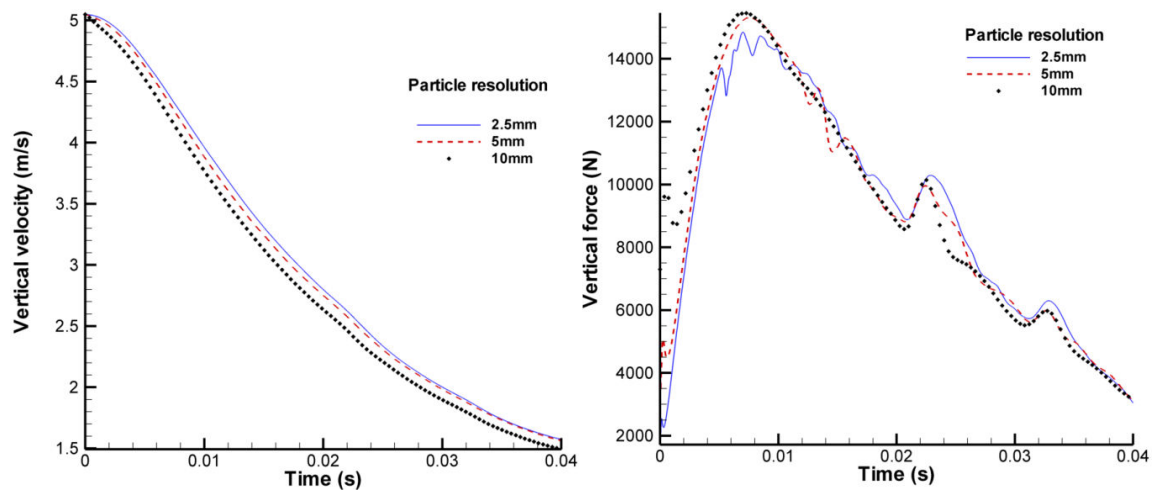 5
4.5
4
3.5
3
2.5
2
1.5
Vertical velocity (m/s)
Particle resolution
2.5mm
5mm
10mm
0
0.01
0.02
0.03
0.04
Time (s)
14000
12000
10000
8000
6000
4000
2000
Vertical force (N)
Particle resolution
2.5mm
5mm
10mm
0
0.01
0.02
0.03
0.04
Time (s)